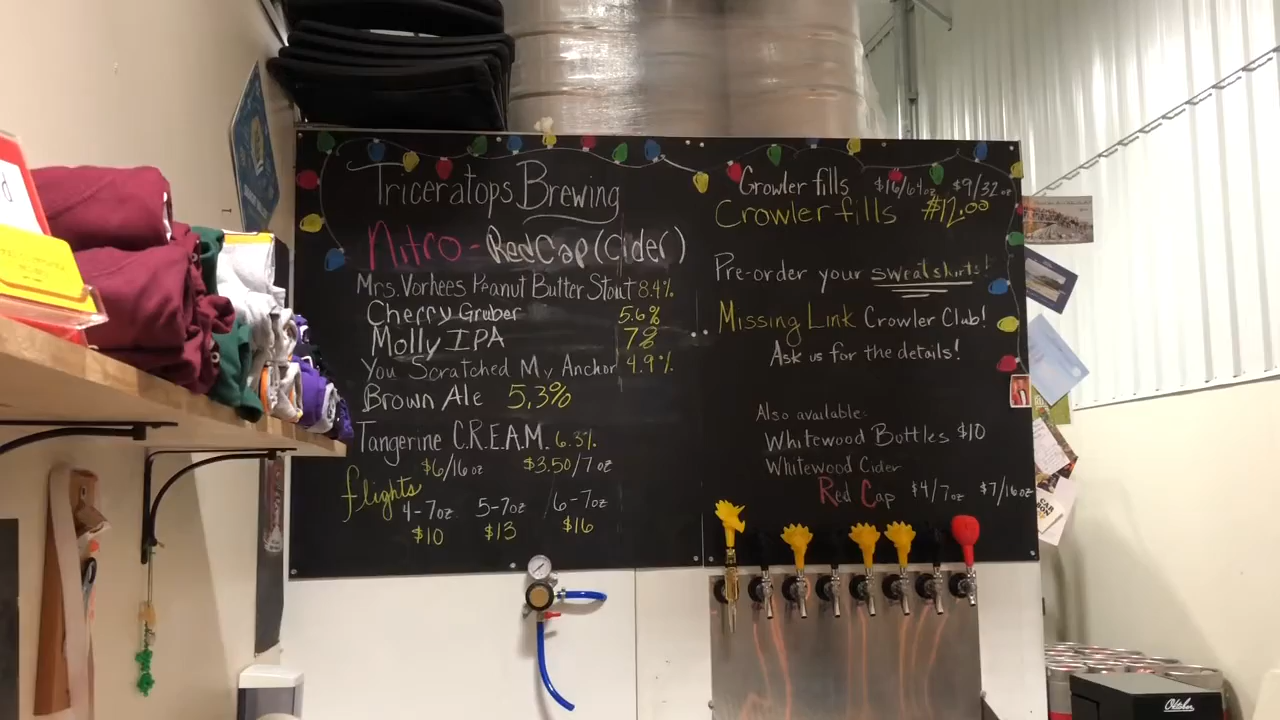 Triceratops Brewing
Nitro - Red Cap (Cider)
Mrs. Vorhees Peanut Butter Stout 8.4%
Cherry Gruber 5.6%
Molly IPA 7%
You Scratched My Anchor 4.9%
Brown Ale 5.3%
Tangerine C.R.E.A.M. 6.3%
$6/16oz $3.50/7oz
flights
4-7oz 5-7oz 6-7oz
$10 $13 $16
Growler fills $16/64oz $9/32oz
Crowler fills $12.00
Pre-order your sweatshirts!
Missing Link Crowler Club!
Ask us for the details!
Also available:
Whitewood Bottles $10
Whitewood Cider
Red Cap $4/7oz $7/16oz
Oktober